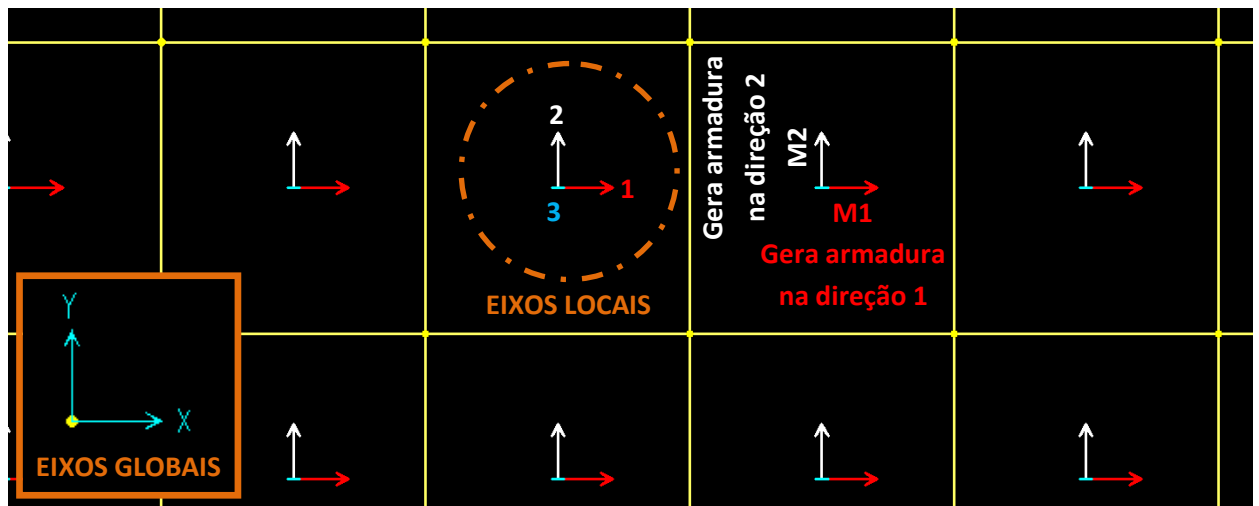 2
1
3
EIXOS LOCAIS
Gera armadura
na direção 2
M2
M1
Gera armadura
na direção 1
Y
X
EIXOS GLOBAIS